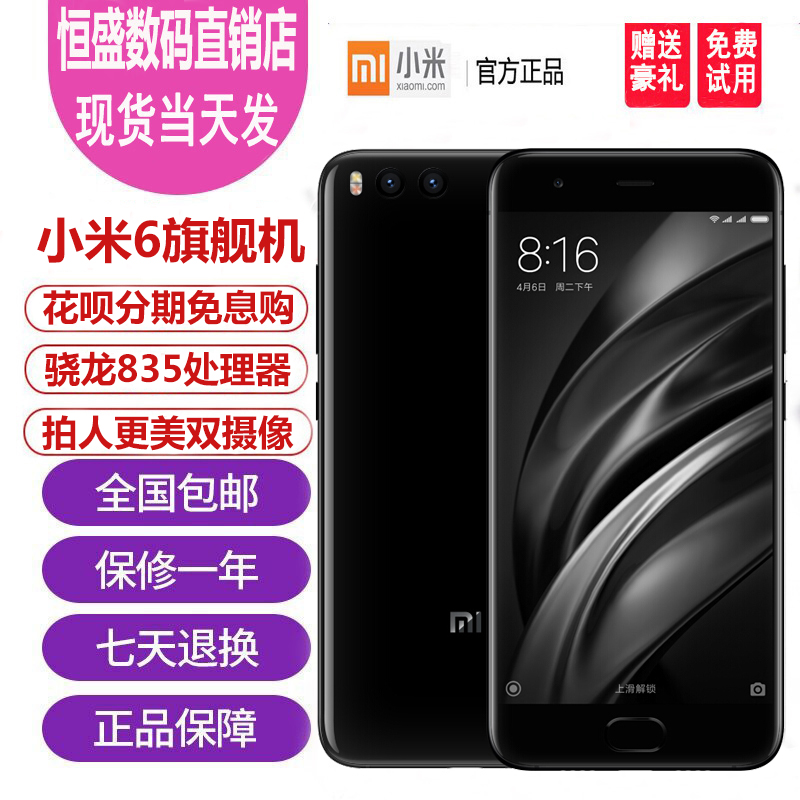 恒盛数码直销店
现货当天发
mi 小米
xiaomi.com
官方正品
赠送
豪礼
免费
试用
小米6旗舰机
花呗分期免息购
骁龙835处理器
拍人更美双摄像
全国包邮
保修一年
七天退换
正品保障
mi
8:16
4月6日 周二下午
上滑解锁